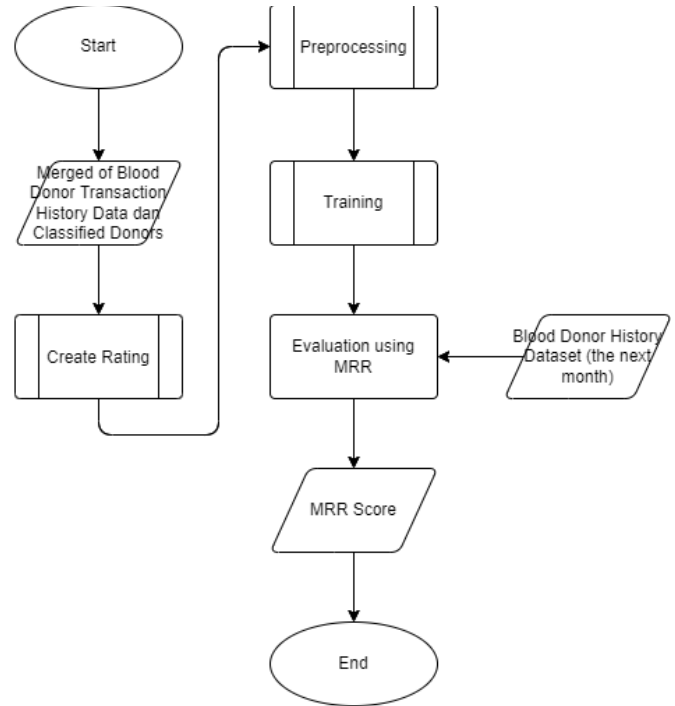 Start
Merged of Blood
Donor Transaction
History Data dan
Classified Donors
Create Rating
Preprocessing
Training
Evaluation using
MRR
Blood Donor History
Dataset (the next
month)
MRR Score
End